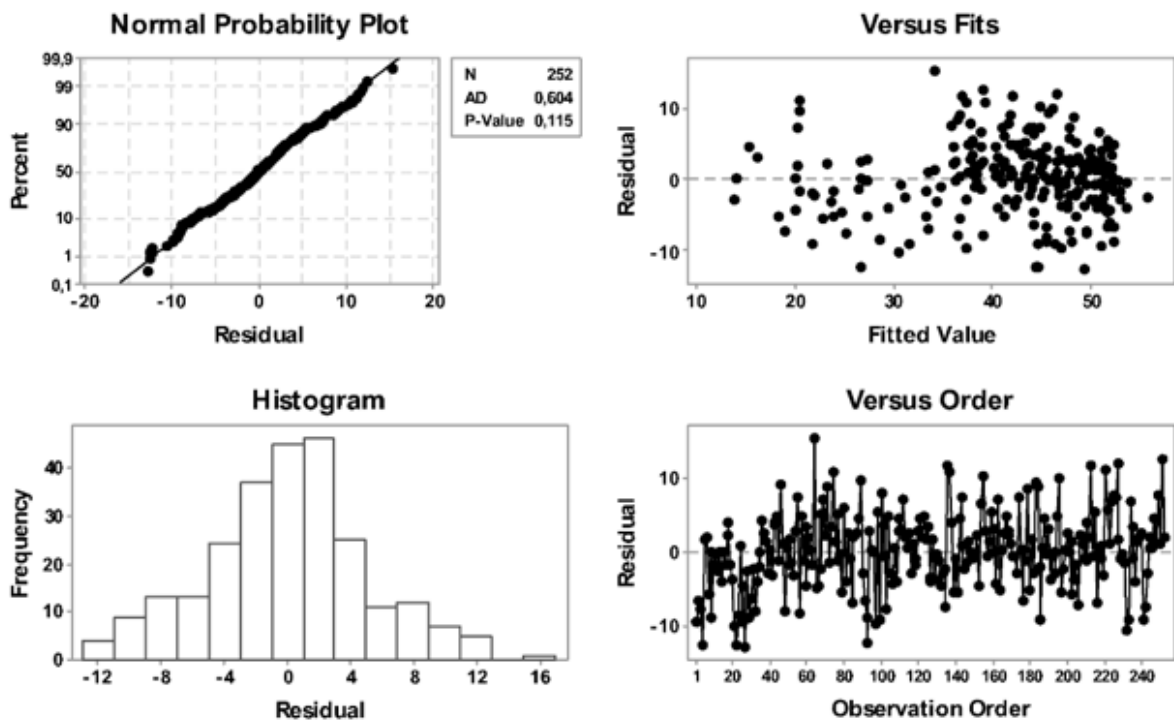 Normal Probability Plot
99,9
99
90
50
10
1
0,1
Percent
-20 -10 0 10 20
Residual
N 252
AD 0,604
P-Value 0,115
Versus Fits
10
0
-10
Residual
10 20 30 40 50
Fitted Value
Histogram
40
30
20
10
0
Frequency
-12 -8 -4 0 4 8 12 16
Residual
Versus Order
10
0
-10
Residual
1 20 40 60 80 100 120 140 160 180 200 220 240
Observation Order